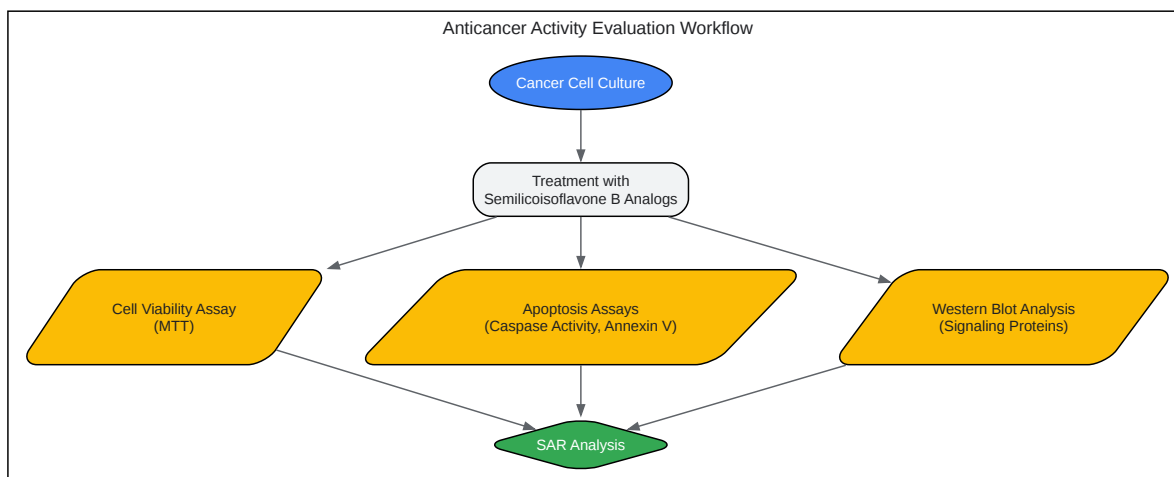 Anticancer Activity Evaluation Workflow
Cancer Cell Culture
Treatment with
Semilicoisoflavone B Analogs
Cell Viability Assay
(MTT)
Apoptosis Assays
(Caspase Activity, Annexin V)
Western Blot Analysis
(Signaling Proteins)
SAR Analysis